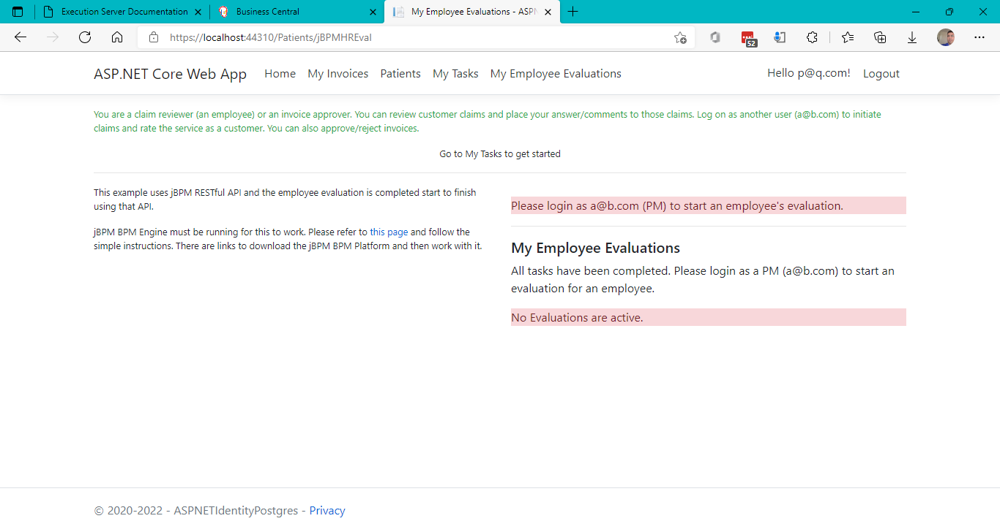 Execution Server Documentation
Business Central
My Employee Evaluations - ASPN
https://localhost:44310/Patients/jBPMHREval
52
ASP.NET Core Web App Home My Invoices Patients My Tasks My Employee Evaluations Hello p@q.com! Logout
You are a claim reviewer (an employee) or an invoice approver. You can review customer claims and place your answer/comments to those claims. Log on as another user (a@b.com) to initiate
claims and rate the service as a customer. You can also approve/reject invoices.
Go to My Tasks to get started
This example uses jBPM RESTful API and the employee evaluation is completed start to finish
using that API.
jBPM BPM Engine must be running for this to work. Please refer to this page and follow the
simple instructions. There are links to download the jBPM BPM Platform and then work with it.
Please login as a@b.com (PM) to start an employee's evaluation.
My Employee Evaluations
All tasks have been completed. Please login as a PM (a@b.com) to start an
evaluation for an employee.
No Evaluations are active.
© 2020-2022 - ASPNETIdentityPostgres - Privacy